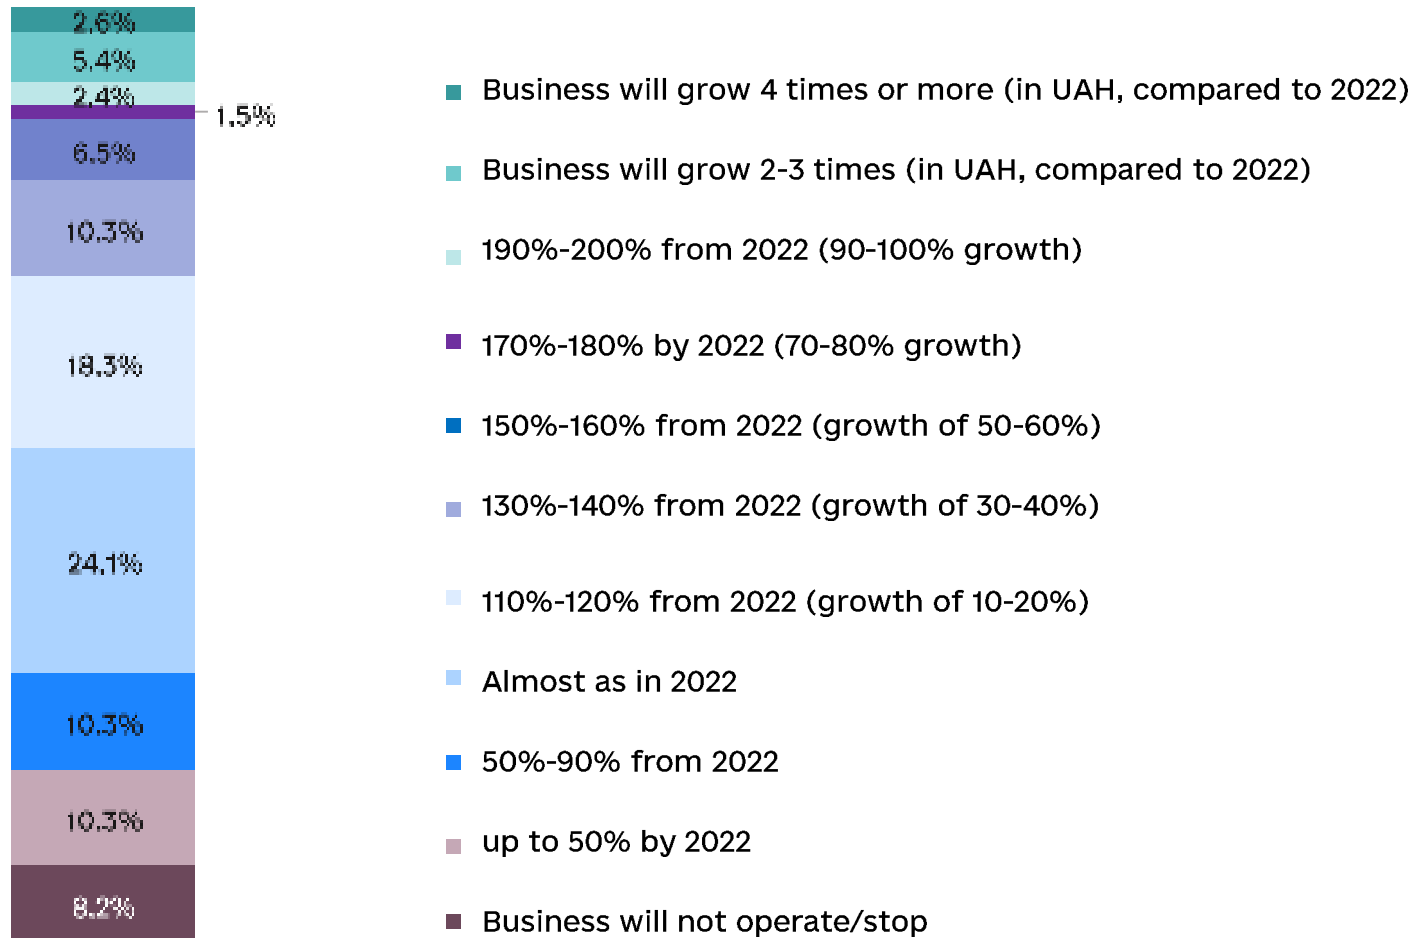 2.6%
5.4%
2.4%
1.5%
6.5%
10.3%
18.3%
24.1%
10.3%
10.3%
8.2%
Business will grow 4 times or more (in UAH, compared to 2022)
Business will grow 2-3 times (in UAH, compared to 2022)
190%-200% from 2022 (90-100% growth)
170%-180% by 2022 (70-80% growth)
150%-160% from 2022 (growth of 50-60%)
130%-140% from 2022 (growth of 30-40%)
110%-120% from 2022 (growth of 10-20%)
Almost as in 2022
50%-90% from 2022
up to 50% by 2022
Business will not operate/stop